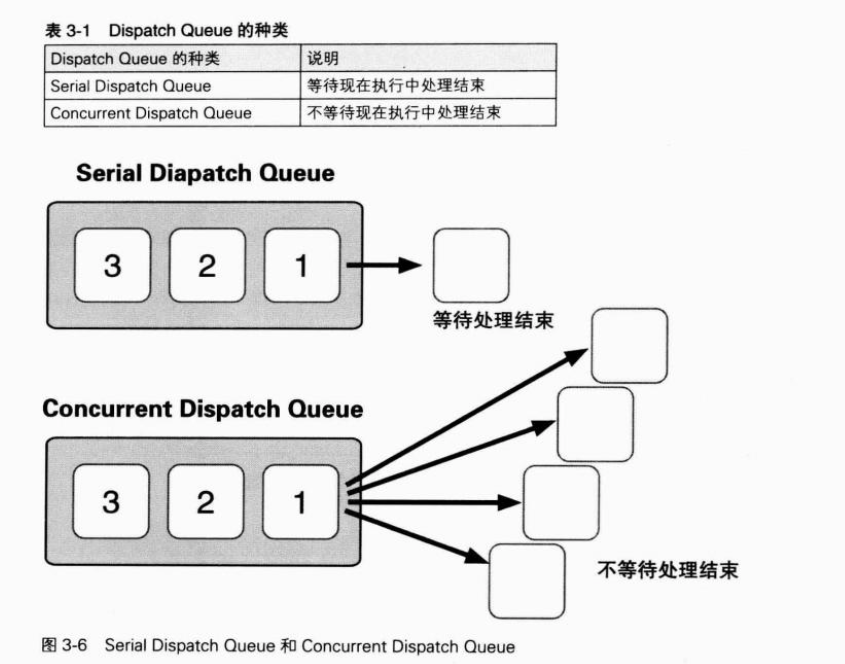 表 3-1 Dispatch Queue 的种类
Dispatch Queue 的种类 说明
Serial Dispatch Queue 等待现在执行中处理结束
Concurrent Dispatch Queue 不等待现在执行中处理结束
Serial Diapatch Queue
3 2 1
等待处理结束
Concurrent Dispatch Queue
3 2 1
不等待处理结束
图 3-6 Serial Dispatch Queue 和 Concurrent Dispatch Queue